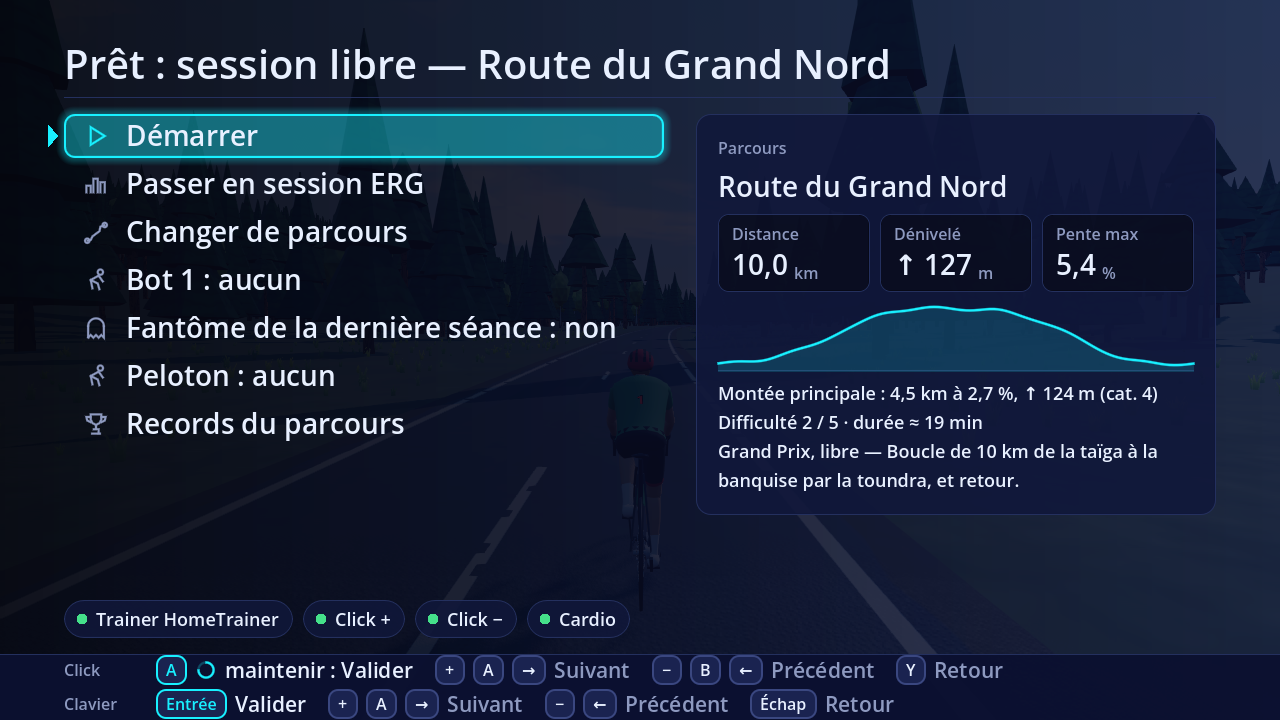 Prêt : session libre — Route du Grand Nord
Démarrer
Passer en session ERG
Changer de parcours
Bot 1 : aucun
Fantôme de la dernière séance : non
Peloton : aucun
Records du parcours
Parcours
Route du Grand Nord
Distance
10,0 km
Dénivelé
↑ 127 m
Pente max
5,4 %
Montée principale : 4,5 km à 2,7 %, ↑ 124 m (cat. 4)
Difficulté 2 / 5 · durée ≈ 19 min
Grand Prix, libre — Boucle de 10 km de la taïga à la
banquise par la toundra, et retour.
Trainer HomeTrainer
Click +
Click −
Cardio
Click A maintenir : Valider + A → Suivant − B ← Précédent Y Retour
Clavier Entrée Valider + A → Suivant − ← Précédent Échap Retour